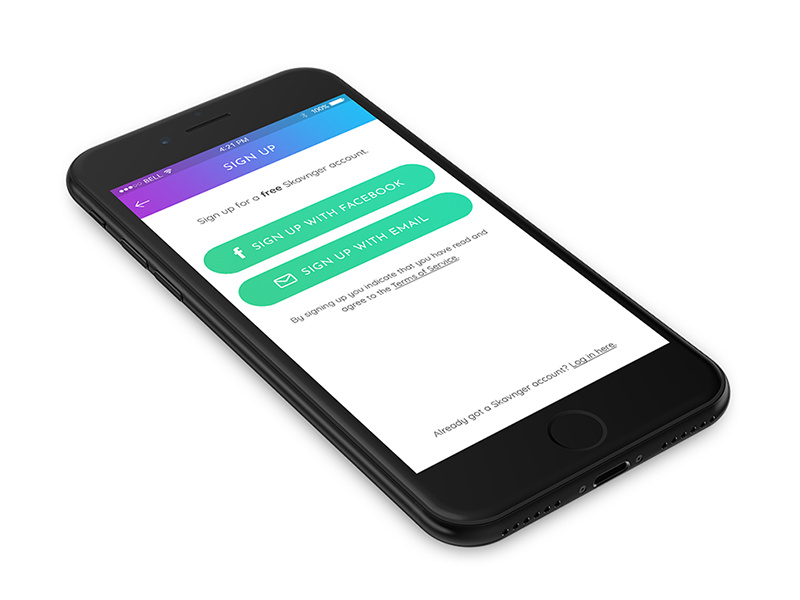 BELL
4:21 PM
100%
SIGN UP
Sign up for a free Skavnger account.
SIGN UP WITH FACEBOOK
SIGN UP WITH EMAIL
By signing up you indicate that you have read and
agree to the Terms of Service.
Already got a Skavnger account? Log in here.